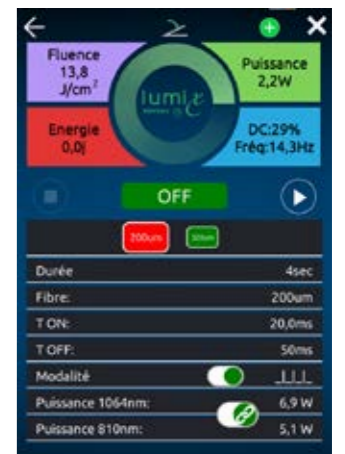 Fluence
13,8
J/cm²
Puissance
2,2W
lumix
Energie
0,0j
DC:29%
Fréq:14,3Hz
OFF
200um
Durée 4sec
Fibre: 200um
T ON: 20,0ms
T OFF: 50ms
Modalité
Puissance 1064nm: 6,9 W
Puissance 810nm: 5,1 W